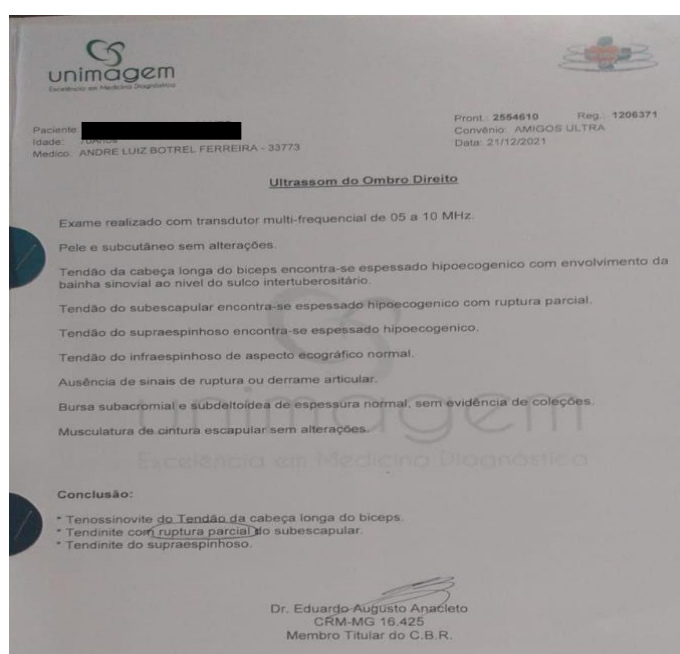 unimagem
Excelência em Medicina Diagnóstica
Paciente:
Idade: 70Anos
Medico: ANDRE LUIZ BOTREL FERREIRA - 33773
Pront.: 2554610 Reg.: 1206371
Convênio: AMIGOS ULTRA
Data: 21/12/2021
Ultrassom do Ombro Direito
Exame realizado com transdutor multi-frequencial de 05 a 10 MHz.
Pele e subcutâneo sem alterações.
Tendão da cabeça longa do biceps encontra-se espessado hipoecogenico com envolvimento da
bainha sinovial ao nivel do sulco intertuberositário.
Tendão do subescapular encontra-se espessado hipoecogenico com ruptura parcial.
Tendão do supraespinhoso encontra-se espessado hipoecogenico.
Tendão do infraespinhoso de aspecto ecográfico normal.
Ausência de sinais de ruptura ou derrame articular.
Bursa subacromial e subdeltoidea de espessura normal, sem evidência de coleções.
Musculatura de cintura escapular sem alterações.
unimagem
Excelência em Medicina Diagnóstica
Conclusão:
* Tenossinovite do Tendão da cabeça longa do biceps.
* Tendinite com ruptura parcial do subescapular.
* Tendinite do supraespinhoso.
Dr. Eduardo Augusto Anacleto
CRM-MG 16.425
Membro Titular do C.B.R.